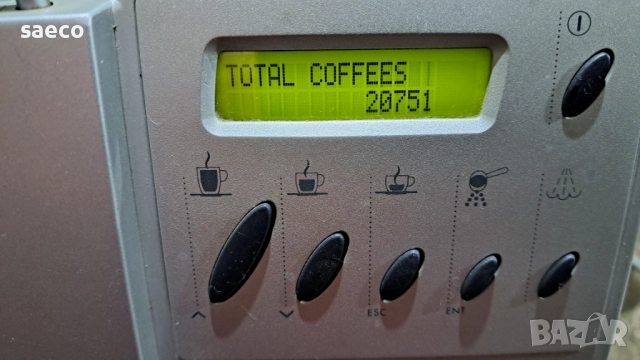 saeco
TOTAL COFFEES
20751
ESC
ENT
BAZAR